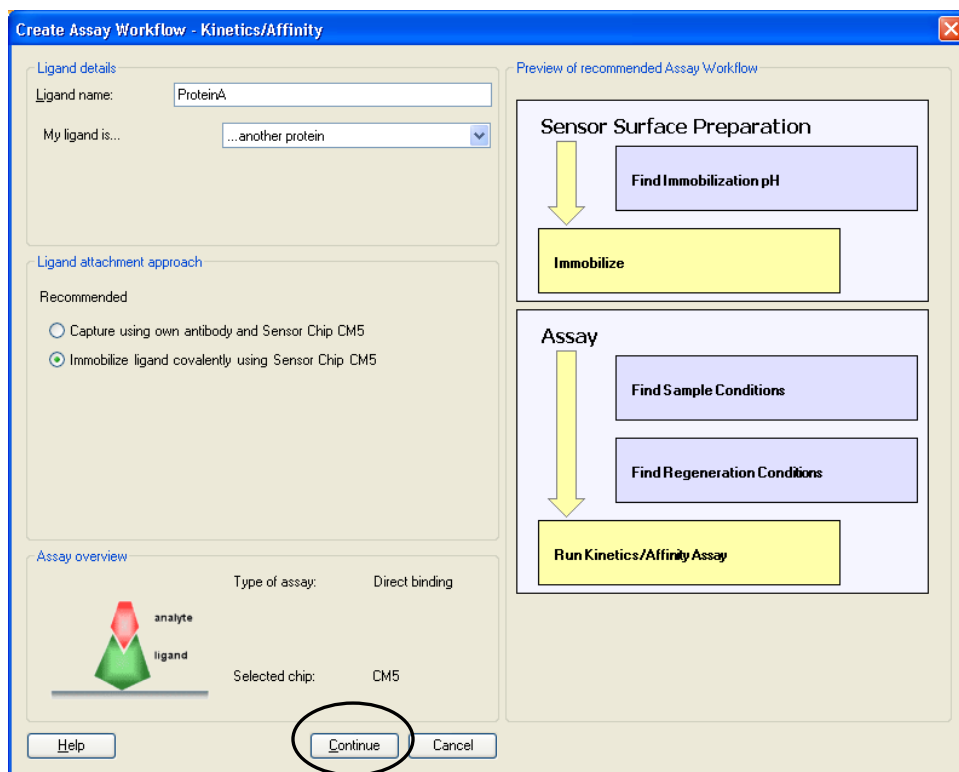 Create Assay Workflow - Kinetics/Affinity
Ligand details
Ligand name:
ProteinA
My ligand is...
...another protein
Ligand attachment approach
Recommended
Capture using own antibody and Sensor Chip CM5
Immobilize ligand covalently using Sensor Chip CM5
Assay overview
Type of assay:
Direct binding
analyte
ligand
Selected chip:
CM5
Help
Continue
Cancel
Preview of recommended Assay Workflow
Sensor Surface Preparation
Find Immobilization pH
Immobilize
Assay
Find Sample Conditions
Find Regeneration Conditions
Run Kinetics/Affinity Assay